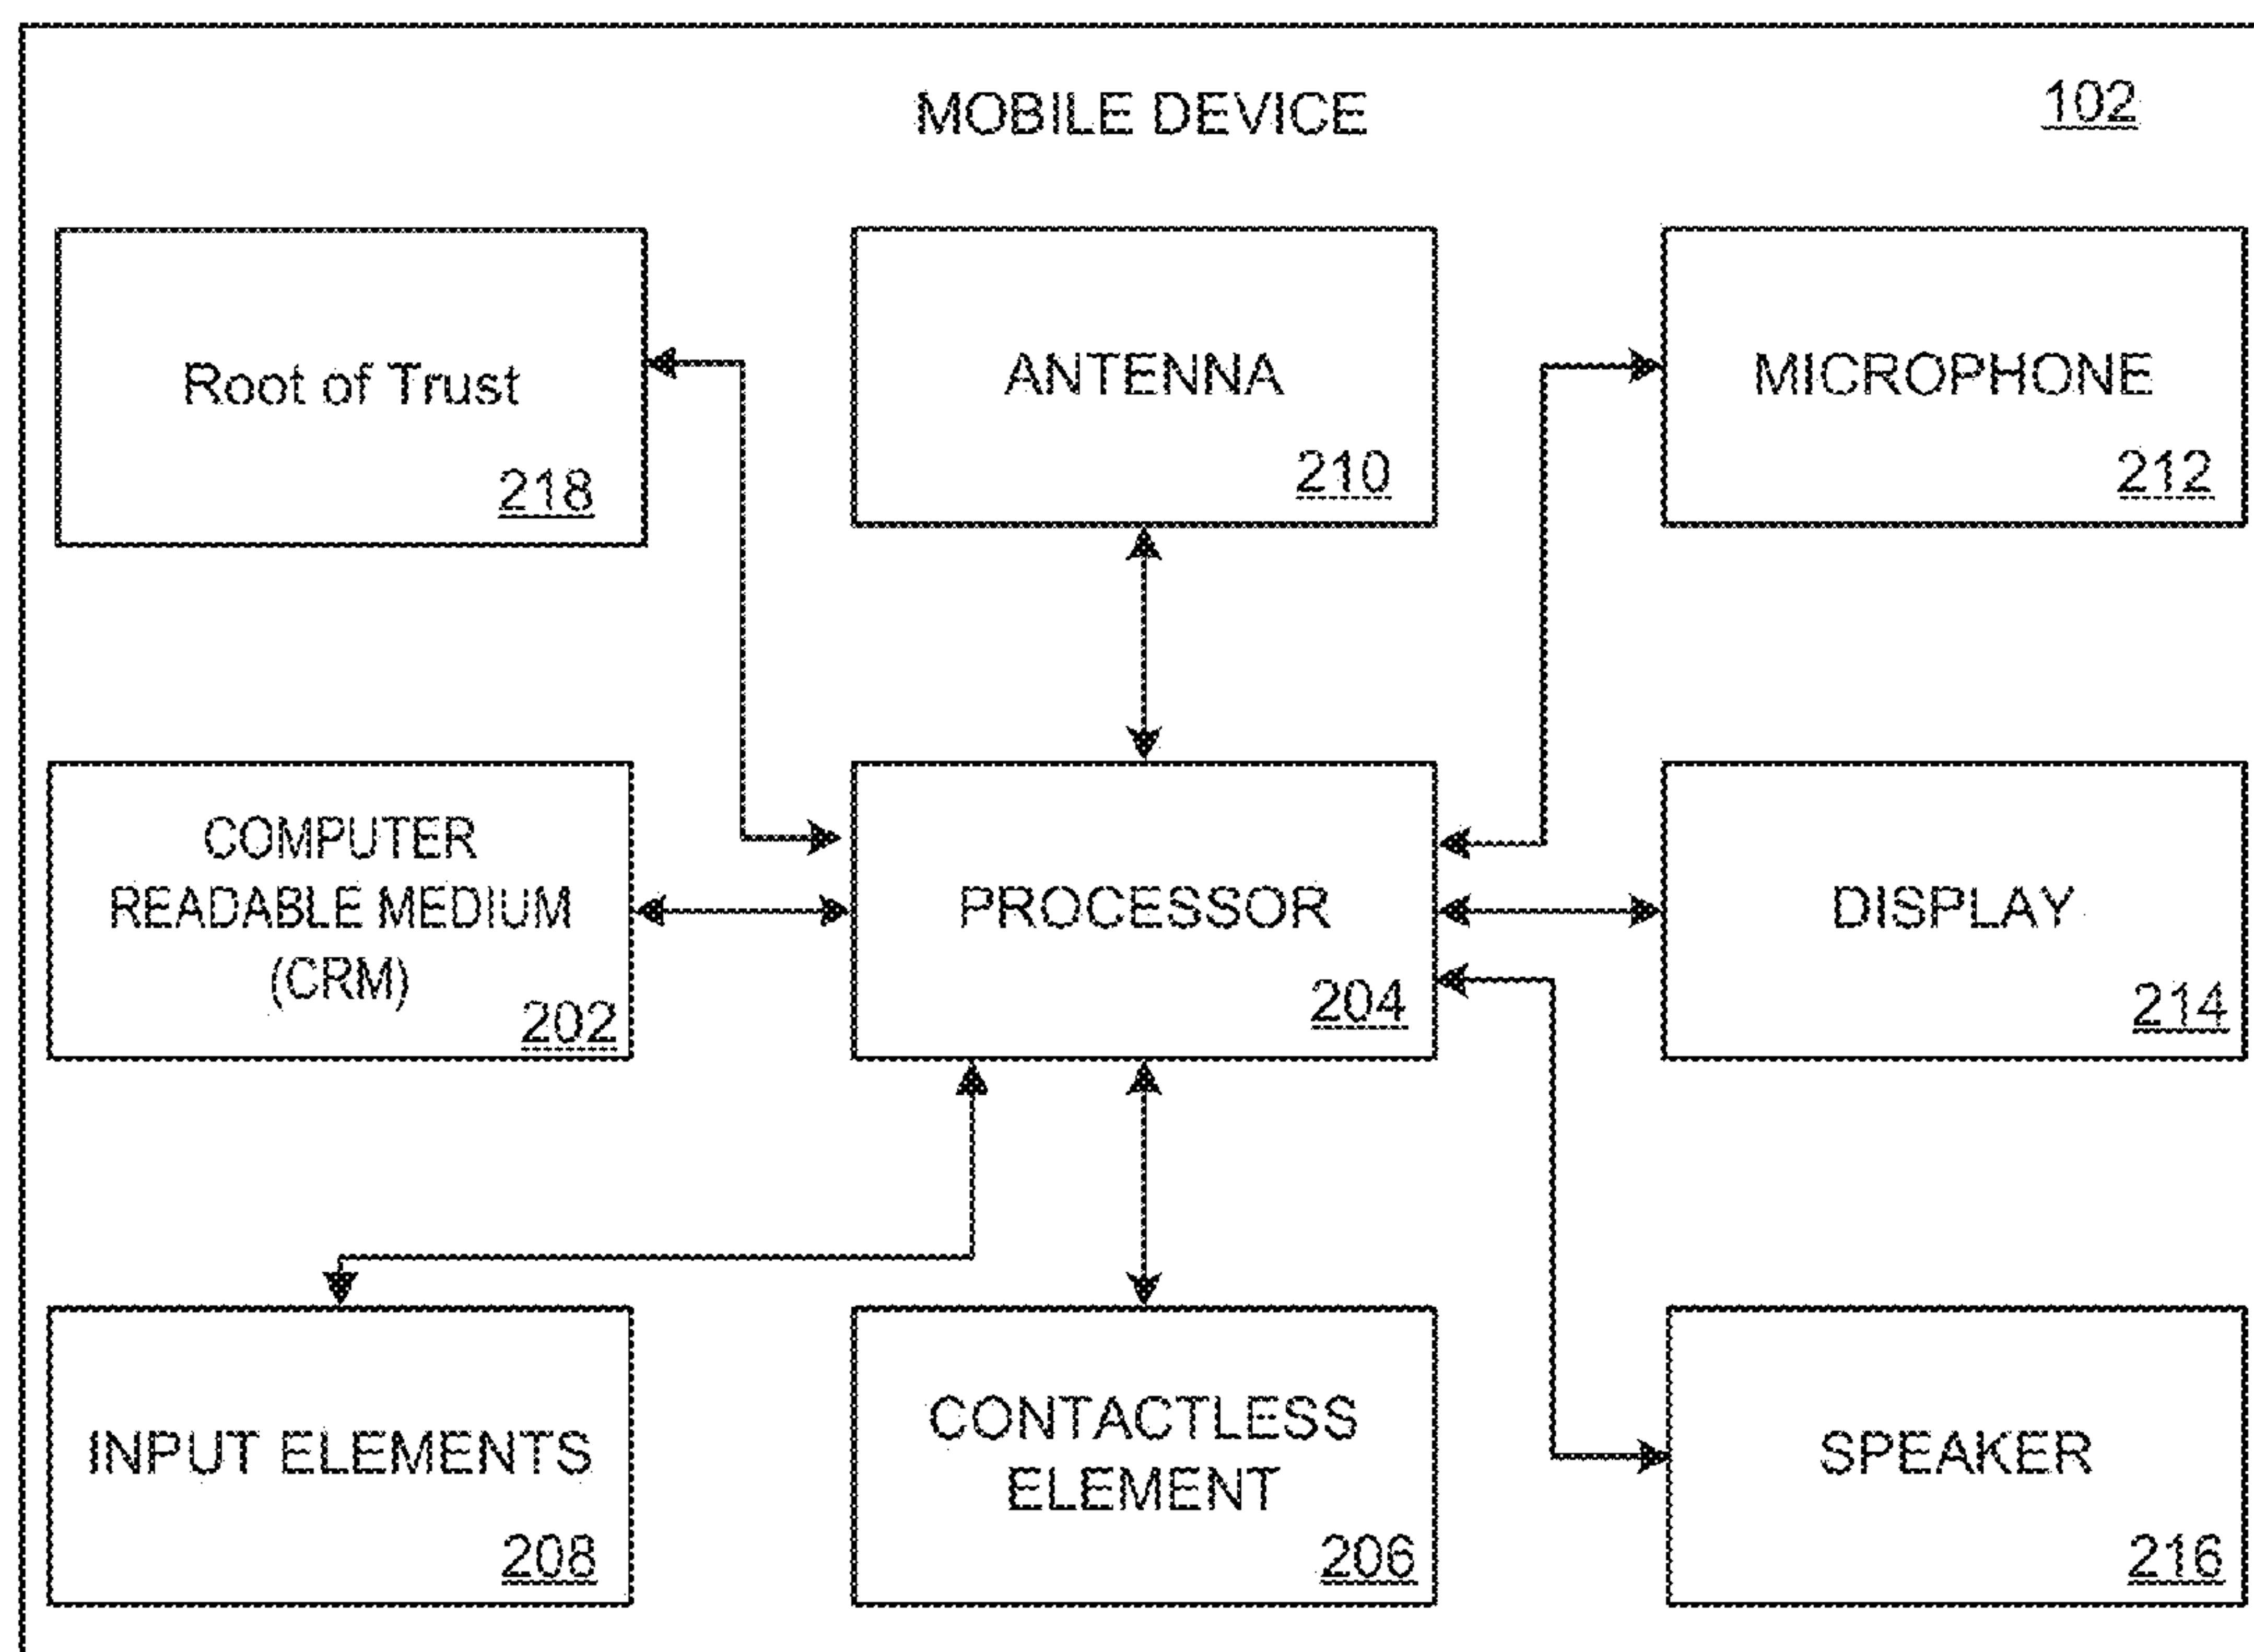 MOBILE DEVICE
102
Root of Trust
218
ANTENNA
210
MICROPHONE
212
COMPUTER
READABLE MEDIUM
(CRM)
202
PROCESSOR
204
DISPLAY
214
INPUT ELEMENTS
208
CONTACTLESS
ELEMENT
206
SPEAKER
216